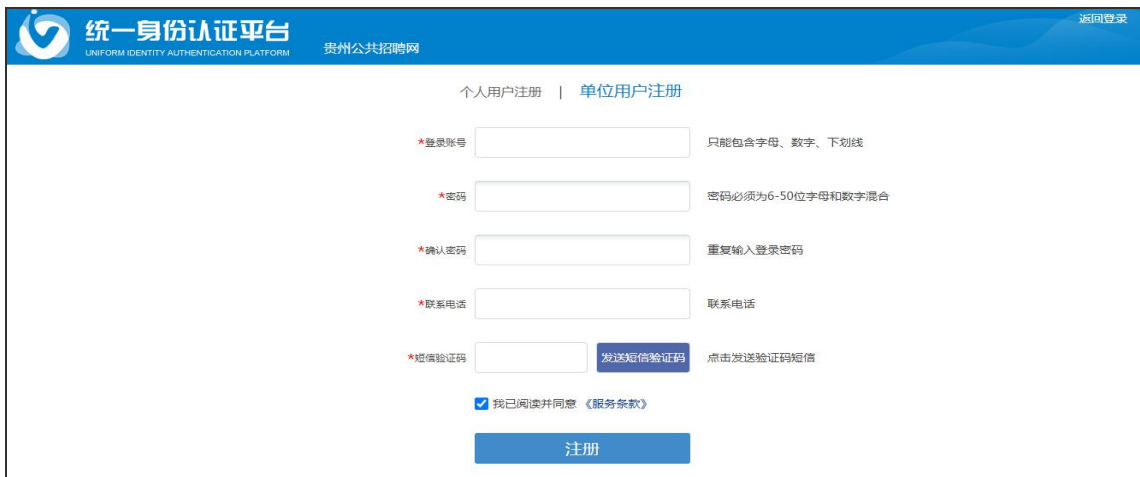 返回登录
统一身份认证平台
UNIFORM IDENTITY AUTHENTICATION PLATFORM
贵州公共招聘网
个人用户注册 | 单位用户注册
*登录账号 只能包含字母、数字、下划线
*密码 密码必须为6-50位字母和数字混合
*确认密码 重复输入登录密码
*联系电话 联系电话
*短信验证码 发送短信验证码 点击发送验证码短信
我已阅读并同意《服务条款》
注册